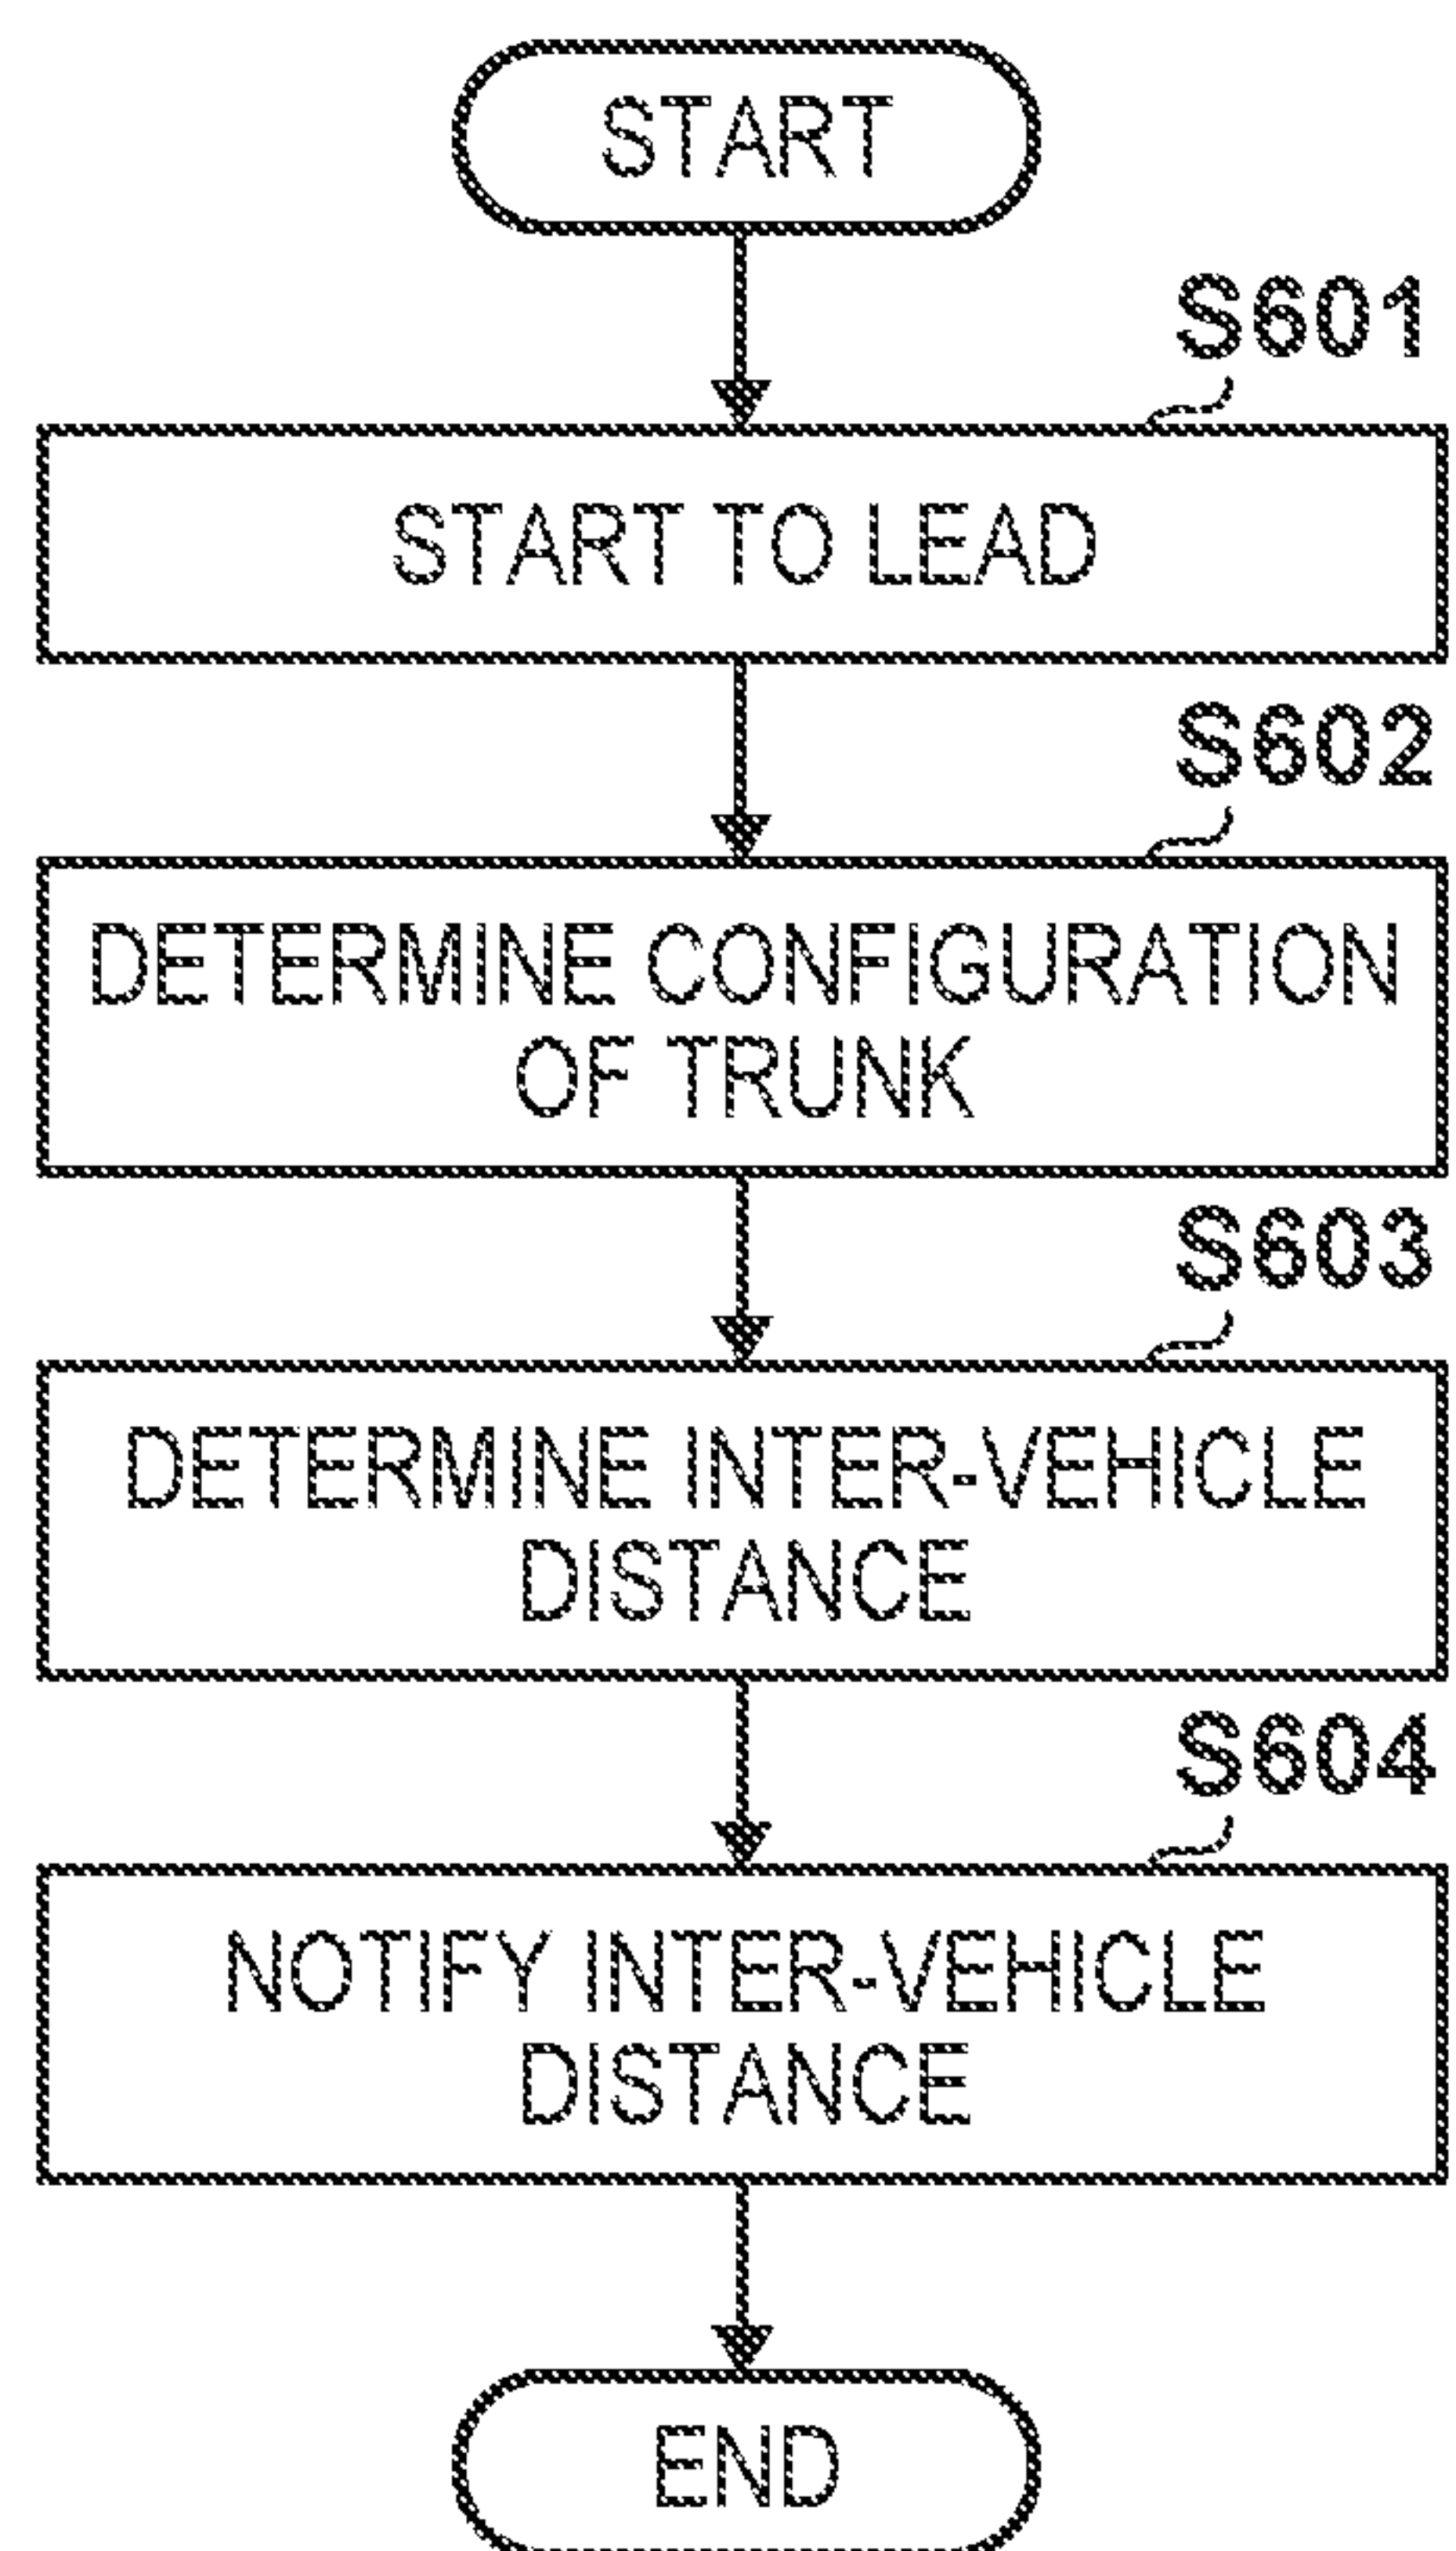 START
S601
START TO LEAD
S602
DETERMINE CONFIGURATION
OF TRUNK
S603
DETERMINE INTER-VEHICLE
DISTANCE
S604
NOTIFY INTER-VEHICLE
DISTANCE
END